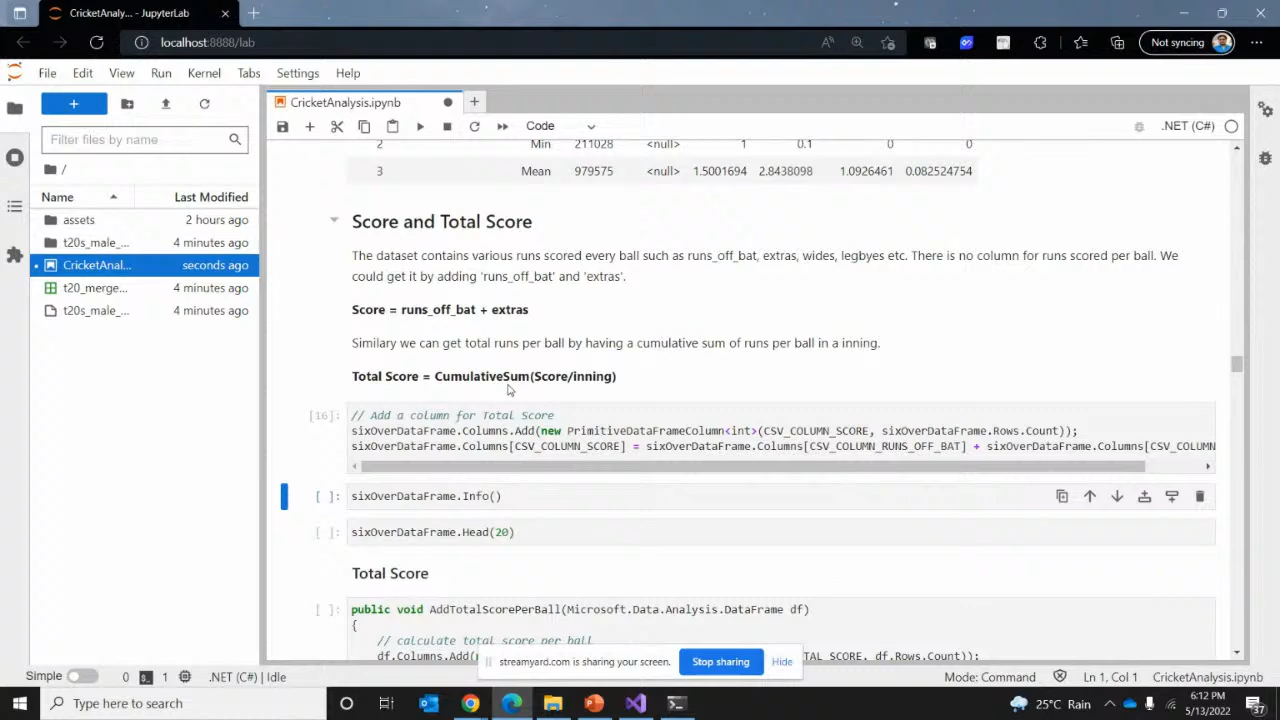 CricketAnaly... - JupyterLab
localhost:8888/lab
Not syncing
File Edit View Run Kernel Tabs Settings Help
CricketAnalysis.ipynb
Code
.NET (C#)
Filter files by name
/
Name Last Modified
assets 2 hours ago
t20s_male_... 4 minutes ago
CricketAnal... seconds ago
t20_merge... 4 minutes ago
t20s_male_... 4 minutes ago
2 Min 211028 <null> 1 0.1 0 0
3 Mean 979575 <null> 1.5001694 2.8438098 1.0926461 0.082524754
Score and Total Score
The dataset contains various runs scored every ball such as runs_off_bat, extras, wides, legbyes etc. There is no column for runs scored per ball. We
could get it by adding 'runs_off_bat' and 'extras'.
Score = runs_off_bat + extras
Similary we can get total runs per ball by having a cumulative sum of runs per ball in a inning.
Total Score = CumulativeSum(Score/inning)
[16]: // Add a column for Total Score
sixOverDataFrame.Columns.Add(new PrimitiveDataFrameColumn<int>(CSV_COLUMN_SCORE, sixOverDataFrame.Rows.Count));
sixOverDataFrame.Columns[CSV_COLUMN_SCORE] = sixOverDataFrame.Columns[CSV_COLUMN_RUNS_OFF_BAT] + sixOverDataFrame.Columns[CSV_COLUMN
[ ]: sixOverDataFrame.Info()
[ ]: sixOverDataFrame.Head(20)
Total Score
[ ]: public void AddTotalScorePerBall(Microsoft.Data.Analysis.DataFrame df)
{
// calculate total score per ball
df.Columns.Add( TAL_SCORE, df.Rows.Count));
streamyard.com is sharing your screen. Stop sharing Hide
Simple 0 1 .NET (C#) | Idle Mode: Command Ln 1, Col 1 CricketAnalysis.ipynb
Type here to search
25°C Rain
6:12 PM
5/13/2022
37